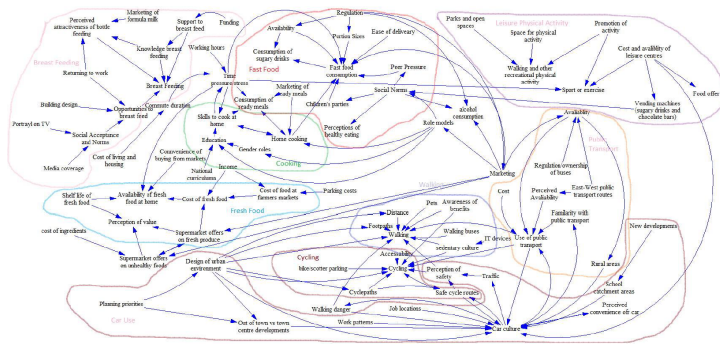 Marketing of
formula milk
Support to
breast feed
Funding
Perceived
attractiveness of bottle
feeding
Knowledge breast
feeding
Working hours
Breast Feeding
Returning to work
Breast Feeding
Building design
Opportunities to
breast feed
Commute duration
Portrayl on TV
Social Acceptance
and Norms
Media coverage
Cost of living and
housing
Regulation
Availability
Portion Sizes
Ease of deliveary
Consumption of
sugary drinks
Fast food
consumption
Time
pressure/stress
Fast Food
Peer Pressure
Marketing of
ready meals
Consumption of
ready meals
Children's parties
Social Norms
alcohol
consumption
Skills to cook at
home
Home cooking
Perceptions of
healthy eating
Role models
Education
Gender roles
Cooking
National
curriculumn
Income
Marketing
Parks and open
spaces
Leisure Physical Activity
Space for physical
activity
Promotion of
activity
Walking and other
recreational physical
activity
Cost and avaliblity of
leisure centres
Sport or exercise
Food offer
Vending machines
(sugary drinks and
chocolate bars)
Convenience of
buying from markets
Shelf life of
fresh food
Availability of fresh
food at home
Cost of fresh food
Cost of food at
farmers markets
Parking costs
Perception of value
Fresh Food
cost of ingredients
Supermarket offers
on fresh produce
Supermarket offers
on unhealthy foods
Availablity
Transport
Regulation/ownership
of buses
Cost
Perceived
Avaliability
East-West public
transport routes
Familarity with
public transport
Use of public
transport
Rural areas
New developments
School
catchment areas
Perceived
convenience off car
Distance
Pets
Awareness of
benefits
Footpaths
Walking
Walking buses
IT devices
sedentary culture
Accessability
Cycling
Cycling
bike/scotter parking
Perception of
safety
Traffic
Cyclepaths
Safe cycle routes
Walking danger
Job locations
Design of urban
environment
Planning priorities
Car Use
Out of town vs town
centre developments
Work patterns
Car culture